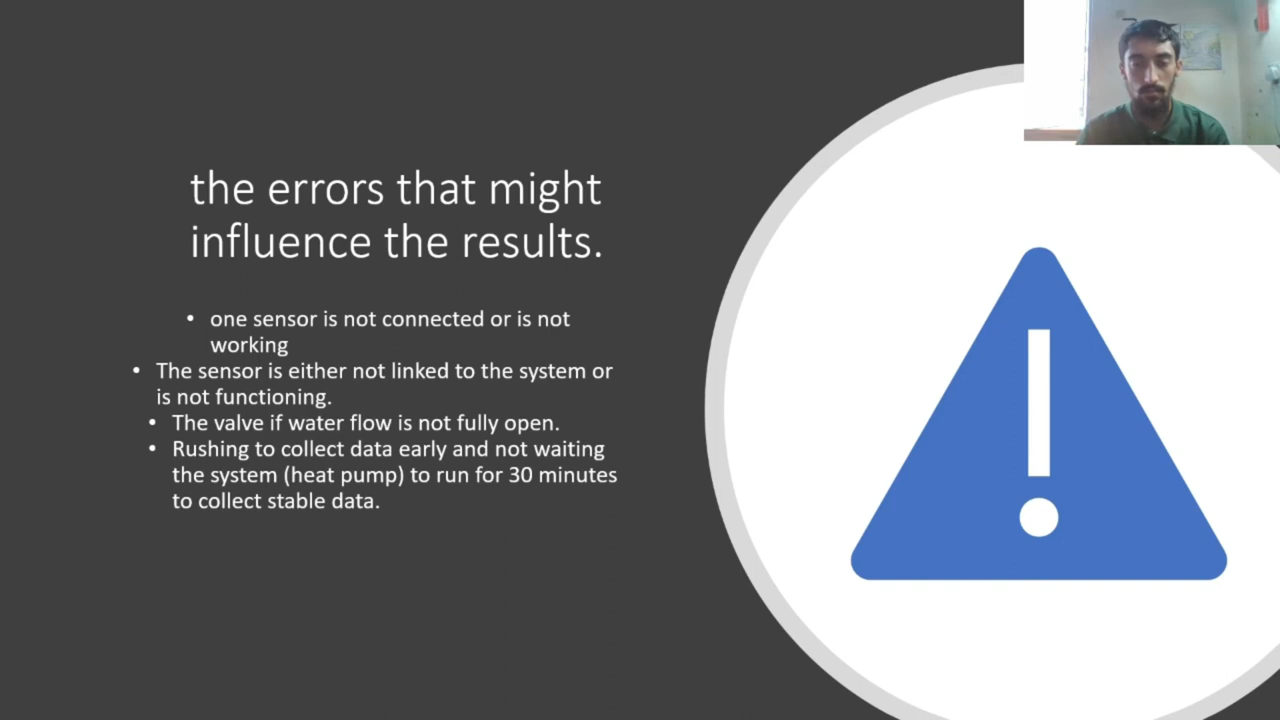 the errors that might
influence the results.
• one sensor is not connected or is not
working
• The sensor is either not linked to the system or
is not functioning.
• The valve if water flow is not fully open.
• Rushing to collect data early and not waiting
the system (heat pump) to run for 30 minutes
to collect stable data.